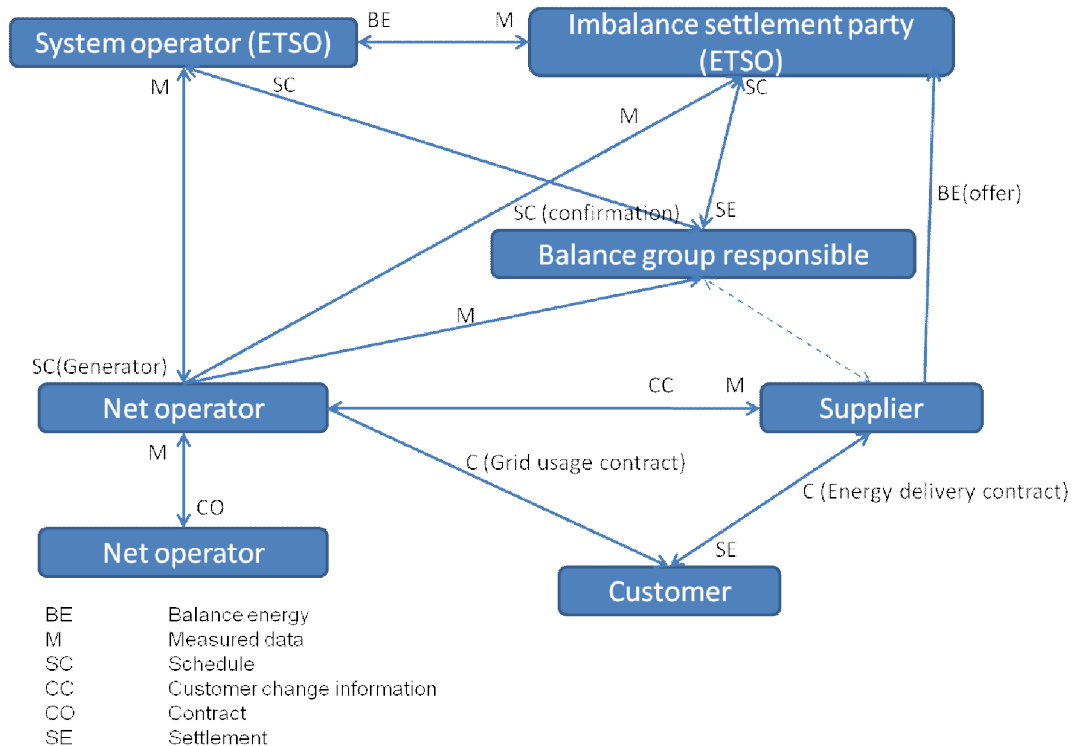 BE
M
System operator (ETSO)
Imbalance settlement party
(ETSO)
M
SC
SC
M
BE(offer)
SC (confirmation)
SE
Balance group responsible
M
SC(Generator)
CC
M
Net operator
Supplier
M
C (Grid usage contract)
C (Energy delivery contract)
CO
SE
Net operator
Customer
BE Balance energy
M Measured data
SC Schedule
CC Customer change information
CO Contract
SE Settlement